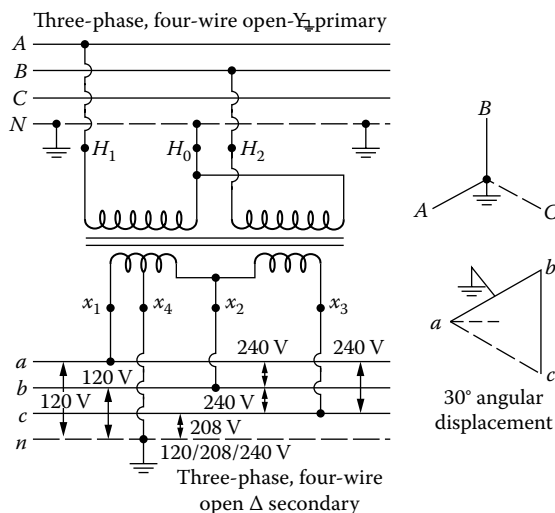 Three-phase, four-wire open-Y primary
A
B
C
N
H1 H0 H2
B
A C
x1 x4 x2 x3
b
a
c
30° angular
displacement
a
b
c
n
240 V 240 V
120 V
120 V 240 V
208 V
120/208/240 V
Three-phase, four-wire
open Δ secondary